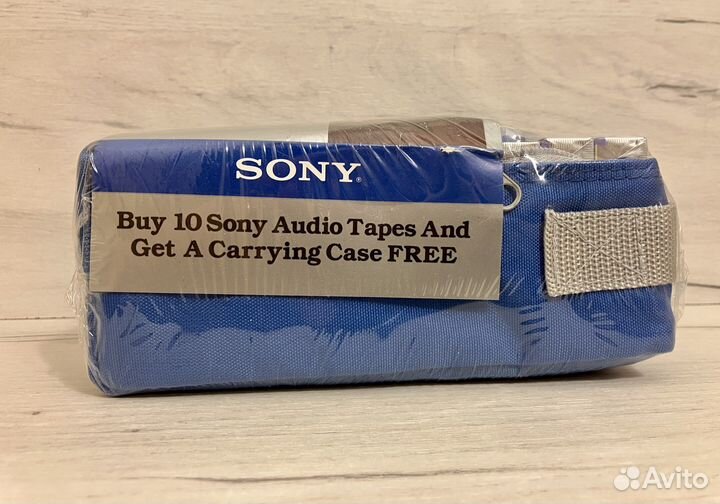 SONY®
Buy 10 Sony Audio Tapes And
Get A Carrying Case FREE
Avito